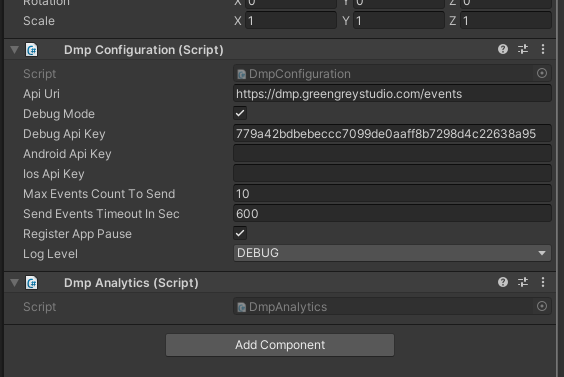 Rotation X 0 Y 0 Z 0
Scale X 1 Y 1 Z 1
Dmp Configuration (Script)
Script DmpConfiguration
Api Uri https://dmp.greengreystudio.com/events
Debug Mode
Debug Api Key 779a42bdbebeccc7099de0aaff8b7298d4c22638a95
Android Api Key
Ios Api Key
Max Events Count To Send 10
Send Events Timeout In Sec 600
Register App Pause
Log Level DEBUG
Dmp Analytics (Script)
Script DmpAnalytics
Add Component